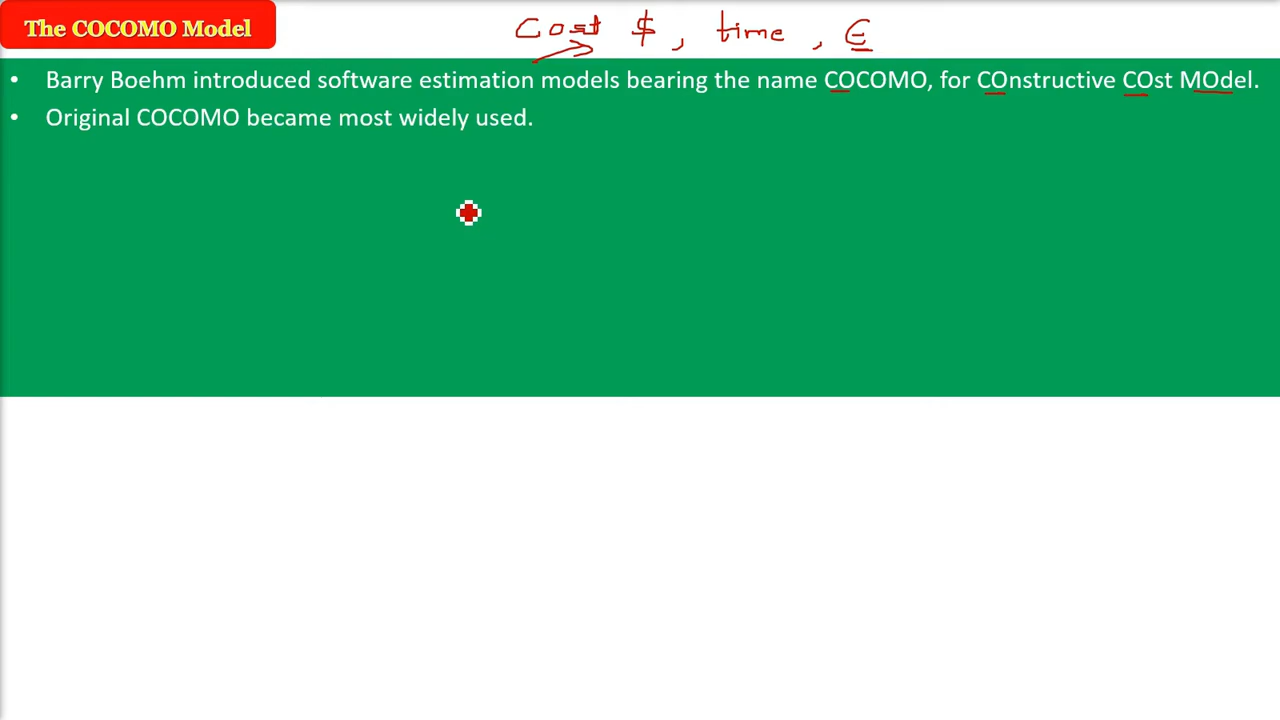 The COCOMO Model
Cost $, time, E
• Barry Boehm introduced software estimation models bearing the name COCOMO, for COnstructive COst MOdel.
• Original COCOMO became most widely used.